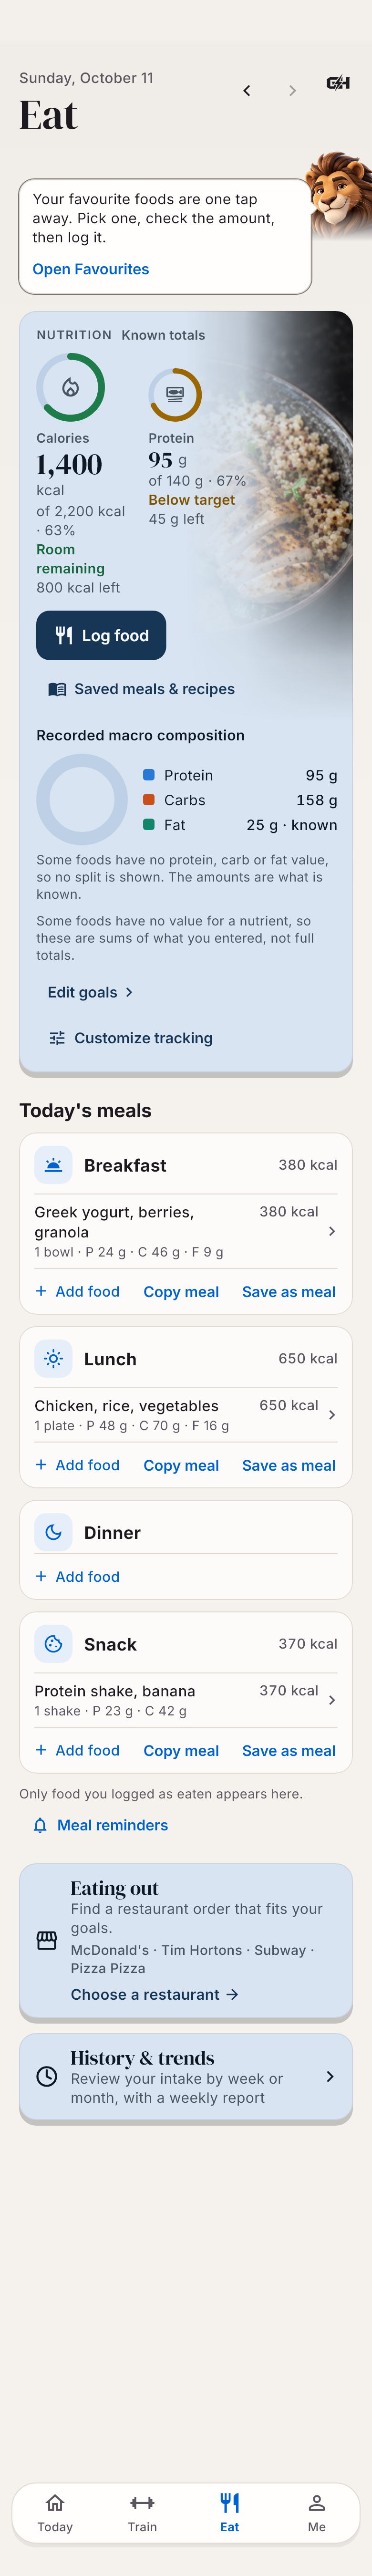 Sunday, October 11
GH
Eat
Your favourite foods are one tap
away. Pick one, check the amount,
then log it.
Open Favourites
NUTRITION Known totals
Calories
1,400
kcal
of 2,200 kcal
· 63%
Room
remaining
800 kcal left
Protein
95 g
of 140 g · 67%
Below target
45 g left
Log food
Saved meals & recipes
Recorded macro composition
Protein 95 g
Carbs 158 g
Fat 25 g · known
Some foods have no protein, carb or fat value,
so no split is shown. The amounts are what is
known.
Some foods have no value for a nutrient, so
these are sums of what you entered, not full
totals.
Edit goals
Customize tracking
Today's meals
Breakfast 380 kcal
Greek yogurt, berries, 380 kcal
granola
1 bowl · P 24 g · C 46 g · F 9 g
+ Add food Copy meal Save as meal
Lunch 650 kcal
Chicken, rice, vegetables 650 kcal
1 plate · P 48 g · C 70 g · F 16 g
+ Add food Copy meal Save as meal
Dinner
+ Add food
Snack 370 kcal
Protein shake, banana 370 kcal
1 shake · P 23 g · C 42 g
+ Add food Copy meal Save as meal
Only food you logged as eaten appears here.
Meal reminders
Eating out
Find a restaurant order that fits your
goals.
McDonald's · Tim Hortons · Subway ·
Pizza Pizza
Choose a restaurant →
History & trends
Review your intake by week or
month, with a weekly report
Today Train Eat Me